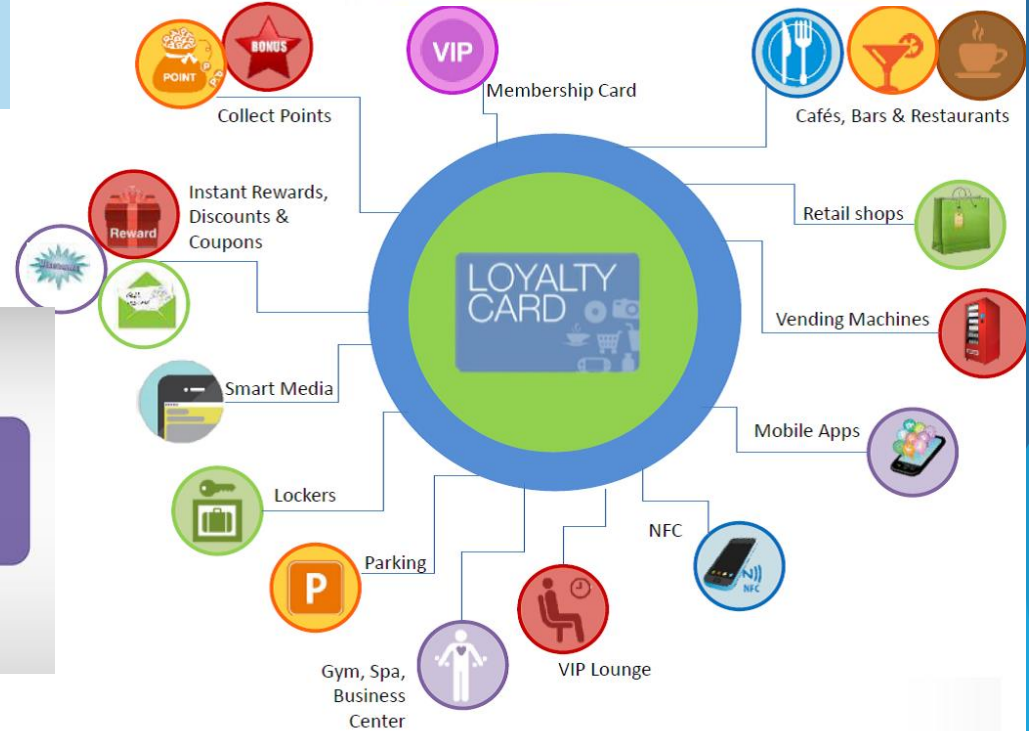 BONUS
POINT
Collect Points
VIP
Membership Card
Cafés, Bars & Restaurants
Instant Rewards,
Discounts &
Coupons
Reward
Retail shops
LOYALTY
CARD
Vending Machines
Smart Media
Mobile Apps
Lockers
NFC
Parking
P
NFC
VIP Lounge
Gym, Spa,
Business
Center